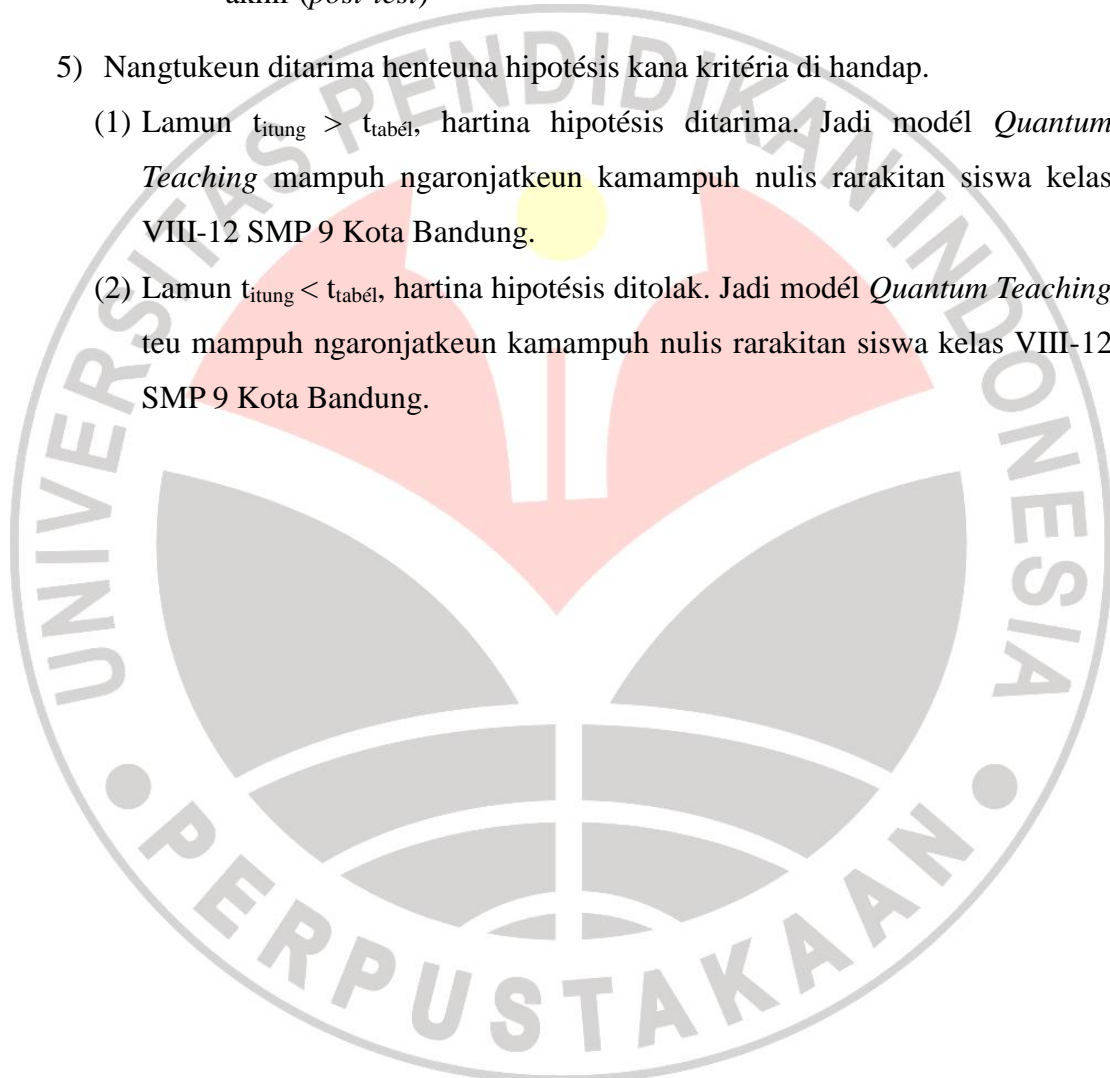 akhir (post-test)
5) Nangtukeun ditarima henteuna hipotésis kana kritéria di handap.
(1) Lamun titung > ttabél, hartina hipotésis ditarima. Jadi modél Quantum
Teaching mampuh ngaronjatkeun kamampuh nulis rarakitan siswa kelas
VIII-12 SMP 9 Kota Bandung.
(2) Lamun titung < ttabél, hartina hipotésis ditolak. Jadi modél Quantum Teaching
teu mampuh ngaronjatkeun kamampuh nulis rarakitan siswa kelas VIII-12
SMP 9 Kota Bandung.
UNIVERSITAS PENDIDIKAN INDONESIA
PERPUSTAKAAN